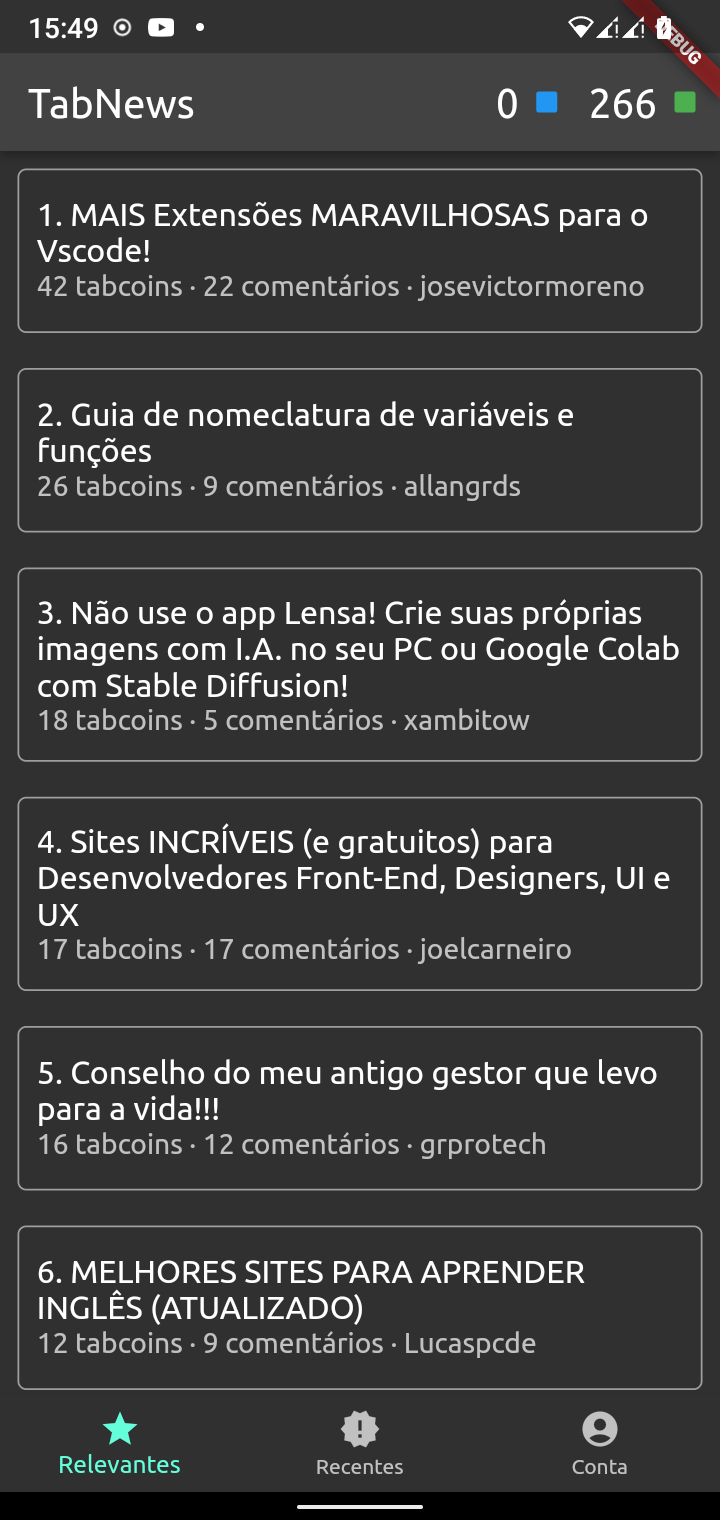 15:49
DEBUG
TabNews
0
266
1. MAIS Extensões MARAVILHOSAS para o
Vscode!
42 tabcoins · 22 comentários · josevictormoreno
2. Guia de nomeclatura de variáveis e
funções
26 tabcoins · 9 comentários · allangrds
3. Não use o app Lensa! Crie suas próprias
imagens com I.A. no seu PC ou Google Colab
com Stable Diffusion!
18 tabcoins · 5 comentários · xambitow
4. Sites INCRÍVEIS (e gratuitos) para
Desenvolvedores Front-End, Designers, UI e
UX
17 tabcoins · 17 comentários · joelcarneiro
5. Conselho do meu antigo gestor que levo
para a vida!!!
16 tabcoins · 12 comentários · grprotech
6. MELHORES SITES PARA APRENDER
INGLÊS (ATUALIZADO)
12 tabcoins · 9 comentários · Lucaspcde
Relevantes
Recentes
Conta